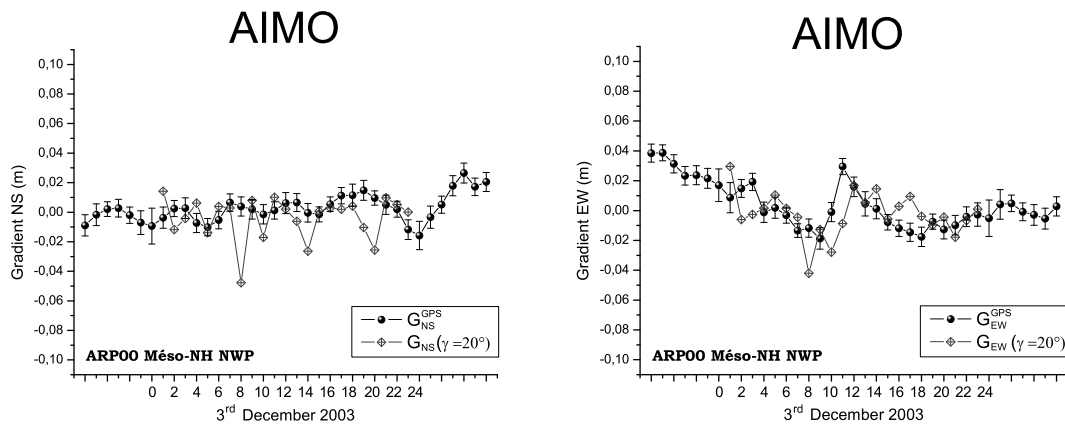 AIMO
0,10
0,08
0,06
0,04
0,02
0,00
-0,02
-0,04
-0,06
-0,08
-0,10
Gradient NS (m)
G NS GPS
G NS (γ =20°)
ARP00 Méso-NH NWP
0 2 4 6 8 10 12 14 16 18 20 22 24
3rd December 2003
AIMO
0,10
0,08
0,06
0,04
0,02
0,00
-0,02
-0,04
-0,06
-0,08
-0,10
Gradient EW (m)
G EW GPS
G EW (γ =20°)
ARP00 Méso-NH NWP
0 2 4 6 8 10 12 14 16 18 20 22 24
3rd December 2003